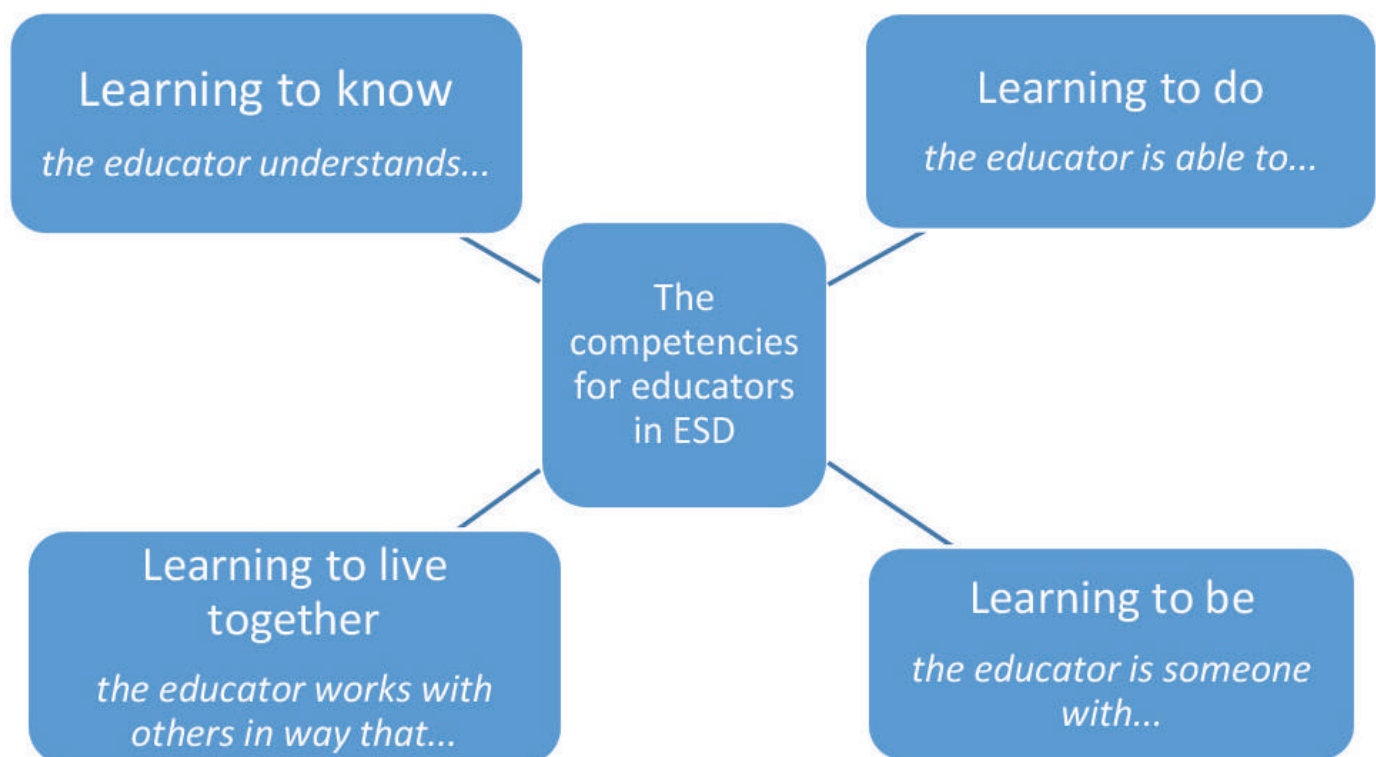 Learning to know
the educator understands...
Learning to do
the educator is able to...
The
competencies
for educators
in ESD
Learning to live
together
the educator works with
others in way that...
Learning to be
the educator is someone
with...